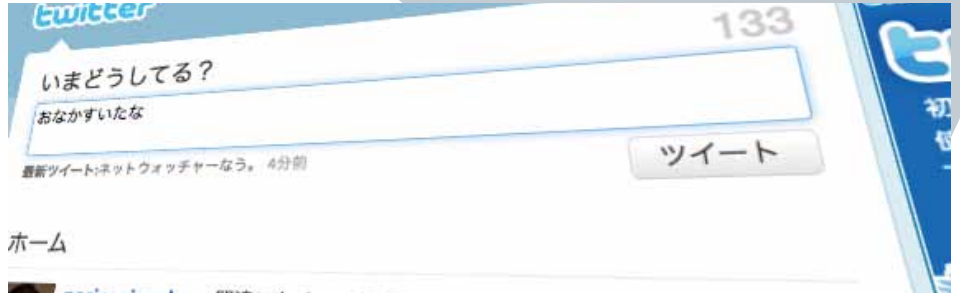 twitter
133
いまどうしてる？
おなかすいたな
最新ツイート:ネットウォッチャーなう。 4分前
ツイート
ホーム
初